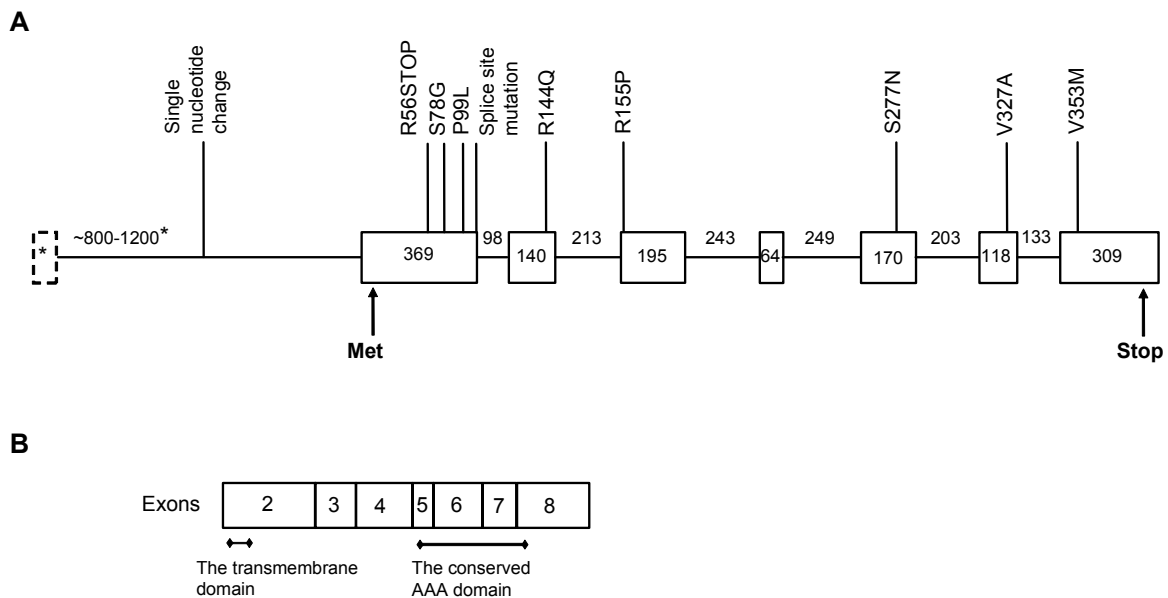 A
Single
nucleotide
change
R56STOP
S78G
P99L
Splice site
mutation
R144Q
R155P
S277N
V327A
V353M
*
~800-1200*
369
98
140
213
195
243
64
249
170
203
118
133
309
Met
Stop
B
Exons
2
3
4
5
6
7
8
The transmembrane
domain
The conserved
AAA domain